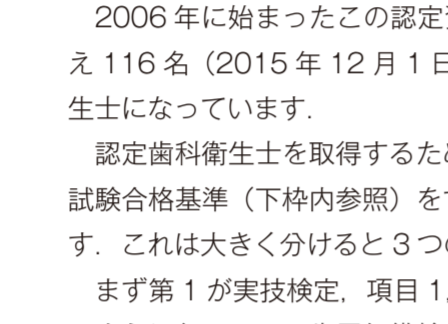 2006 年に始まったこの認定
え 116 名（2015 年 12 月 1 日
生士になっています．
認定歯科衛生士を取得するた
試験合格基準（下枠内参照）を
す．これは大きく分けると 3 つ
まず第 1 が実技検定，項目 1